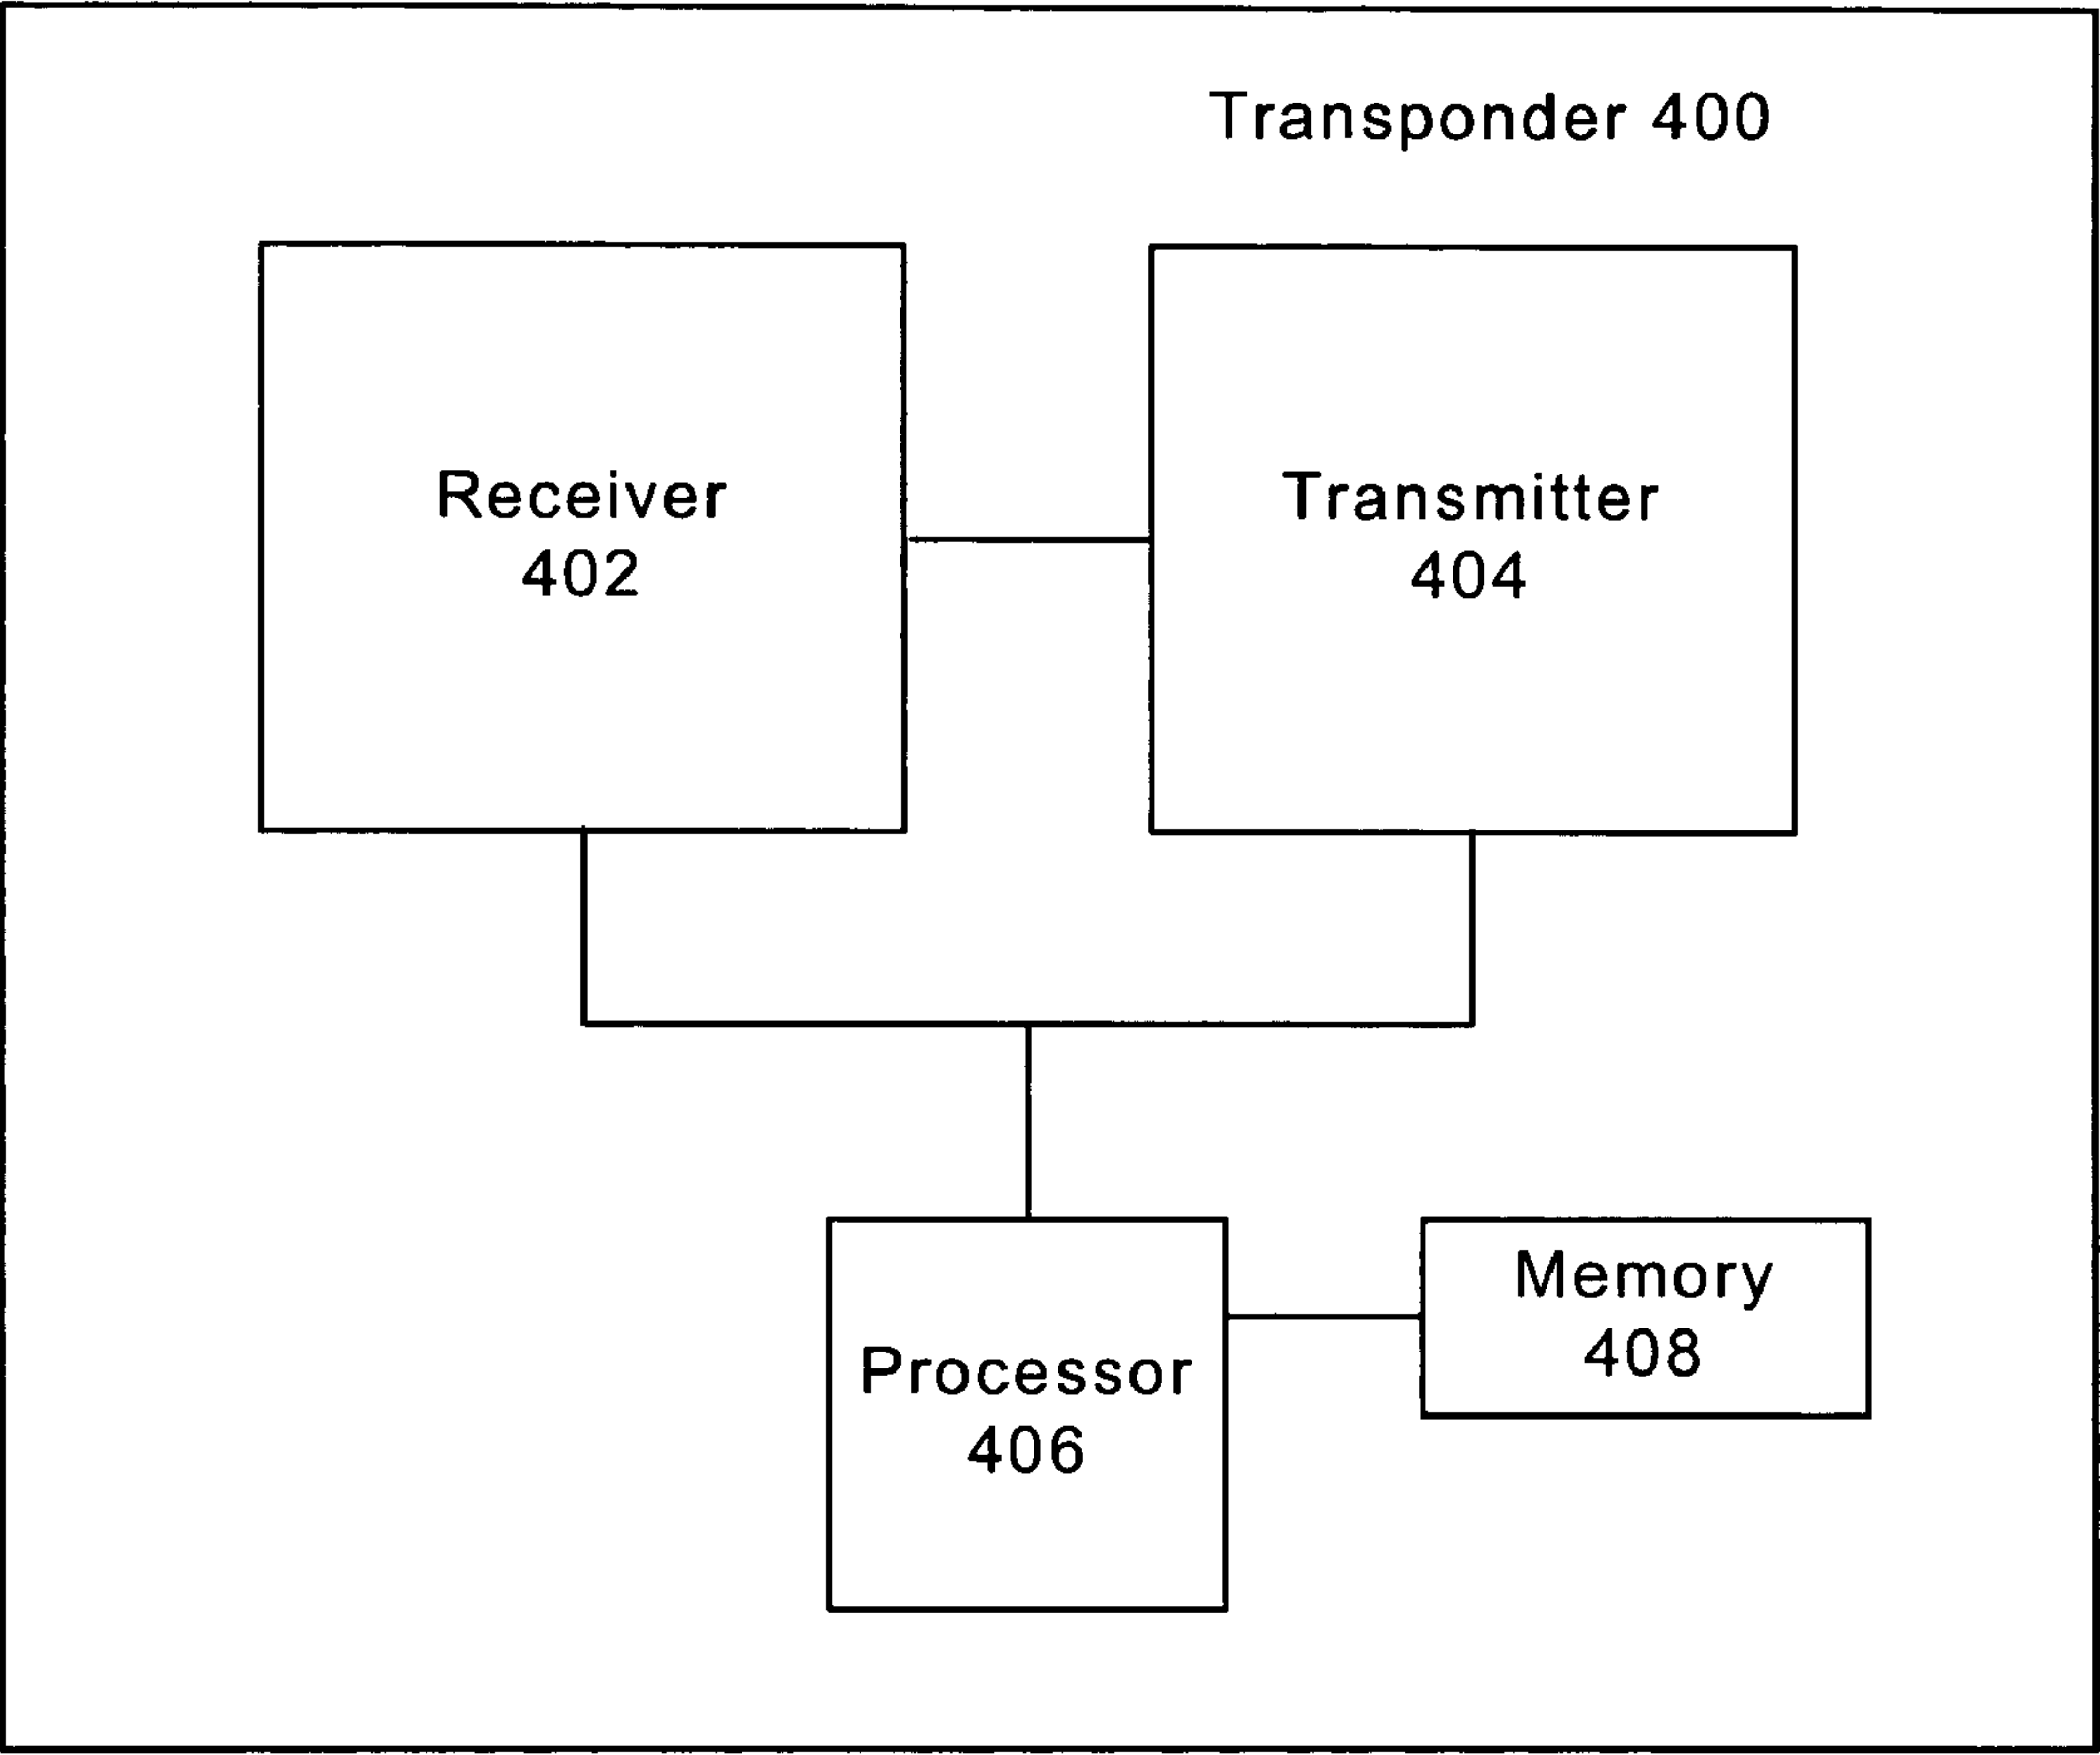 Transponder 400
Receiver
402
Transmitter
404
Memory
408
Processor
406